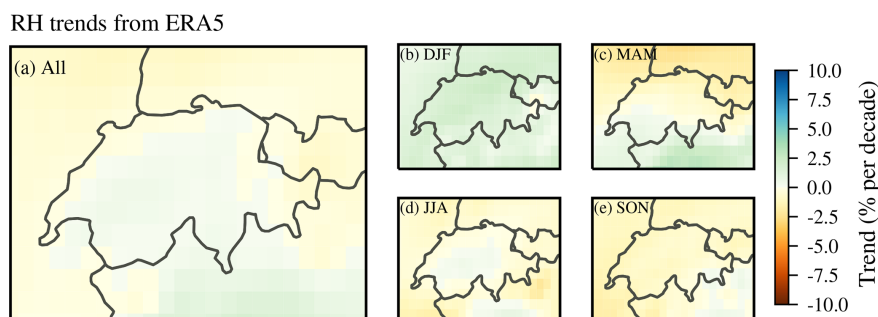 RH trends from ERA5
(a) All
(b) DJF
(c) MAM
(d) JJA
(e) SON
10.0
7.5
5.0
2.5
0.0
-2.5
-5.0
-7.5
-10.0
Trend (% per decade)